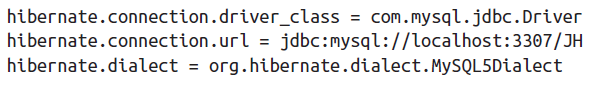 hibernate.connection.driver_class = com.mysql.jdbc.Driver
hibernate.connection.url = jdbc:mysql://localhost:3307/JH
hibernate.dialect = org.hibernate.dialect.MySQL5Dialect